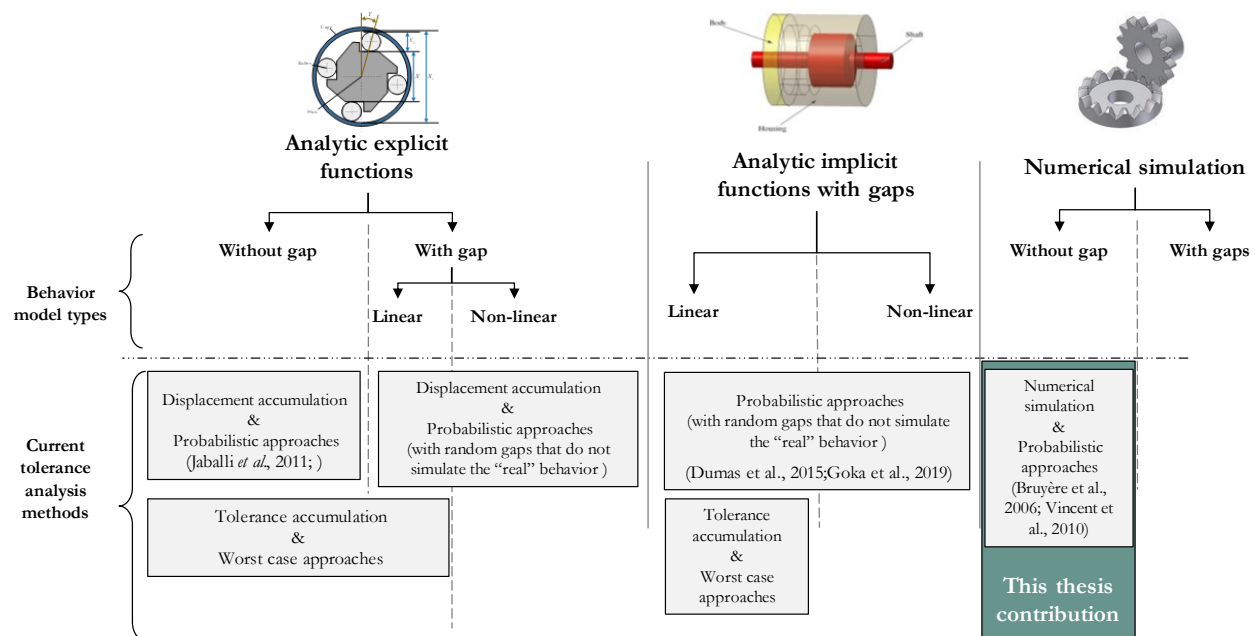 Body
Shaft
Housing
Analytic explicit
functions
Analytic implicit
functions with gaps
Numerical simulation
Without gap
With gap
Without gap
With gaps
Behavior
model types
Linear
Non-linear
Linear
Non-linear
Current
tolerance
analysis
methods
Displacement accumulation
&
Probabilistic approaches
(Jaballi et al., 2011; )
Displacement accumulation
&
Probabilistic approaches
(with random gaps that do not
simulate the “real” behavior )
Probabilistic approaches
(with random gaps that do not simulate
the “real” behavior )
(Dumas et al., 2015;Goka et al., 2019)
Numerical
simulation
&
Probabilistic
approaches
(Bruyère et al.,
2006; Vincent et
al., 2010)
Tolerance accumulation
&
Worst case approaches
Tolerance
accumulation
&
Worst case
approaches
This thesis
contribution